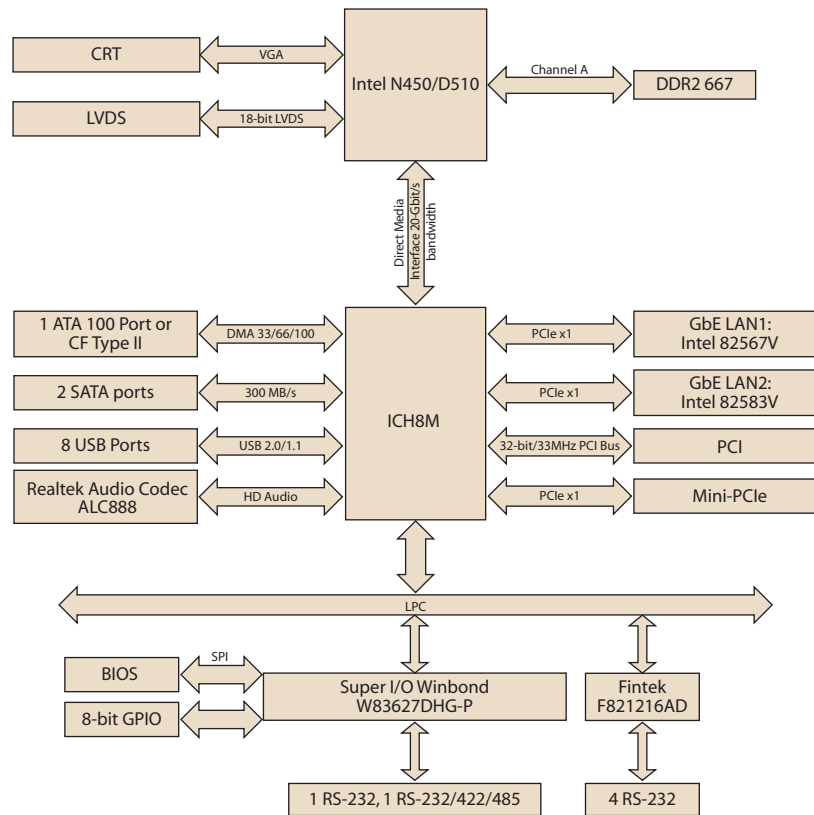 CRT
VGA
LVDS
18-bit LVDS
Intel N450/D510
Channel A
DDR2 667
Direct Media
Interface 20-Gbit/s
bandwidth
1 ATA 100 Port or
CF Type II
DMA 33/66/100
2 SATA ports
300 MB/s
8 USB Ports
USB 2.0/1.1
Realtek Audio Codec
ALC888
HD Audio
ICH8M
PCIe x1
GbE LAN1:
Intel 82567V
PCIe x1
GbE LAN2:
Intel 82583V
32-bit/33MHz PCI Bus
PCI
PCIe x1
Mini-PCIe
LPC
BIOS
SPI
8-bit GPIO
Super I/O Winbond
W83627DHG-P
Fintek
F821216AD
1 RS-232, 1 RS-232/422/485
4 RS-232